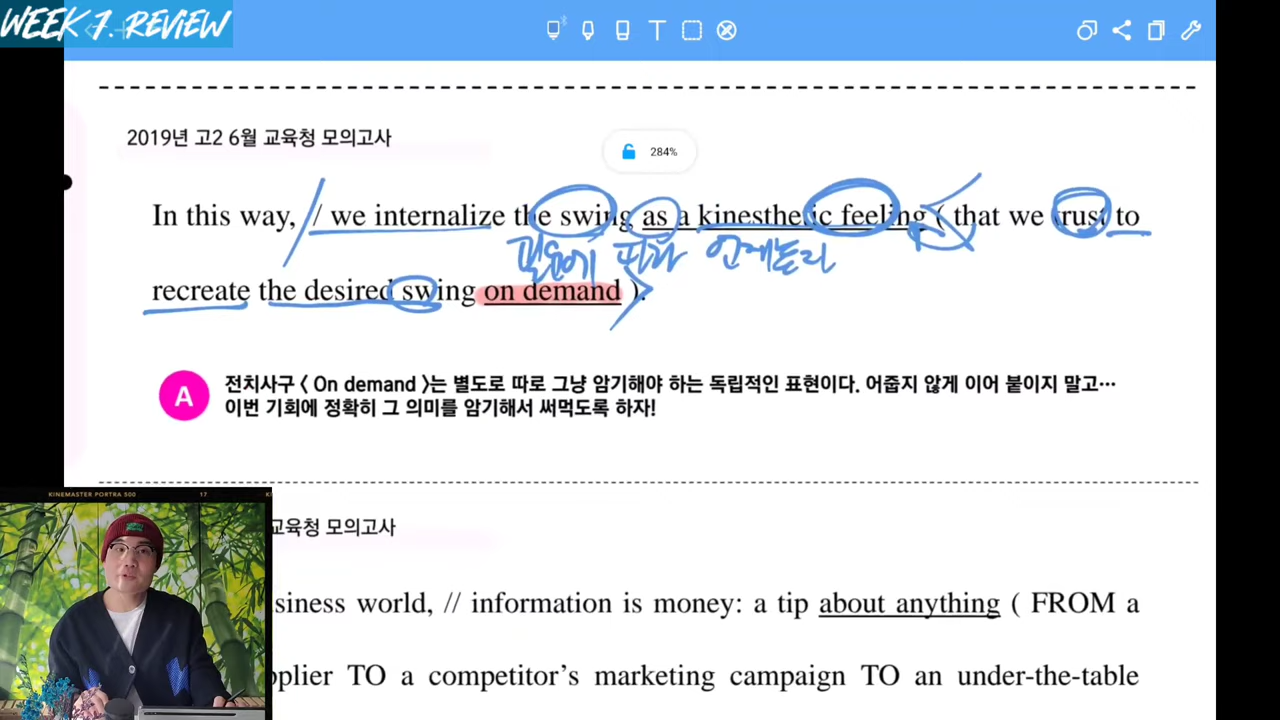 WEEK 7. REVIEW
T
2019년 고2 6월 교육청 모의고사
284%
In this way, / we internalize the swing as a kinesthetic feeling ( that we trust to
필요에 따라 언제든지
recreate the desired swing on demand ).
A
전치사구 < On demand >는 별도로 따로 그냥 암기해야 하는 독립적인 표현이다. 어줍지 않게 이어 붙이지 말고…
이번 기회에 정확히 그 의미를 암기해서 써먹도록 하자!
KINEMASTER PORTRA 500 17
교육청 모의고사
siness world, // information is money: a tip about anything ( FROM a
pplier TO a competitor's marketing campaign TO an under-the-table